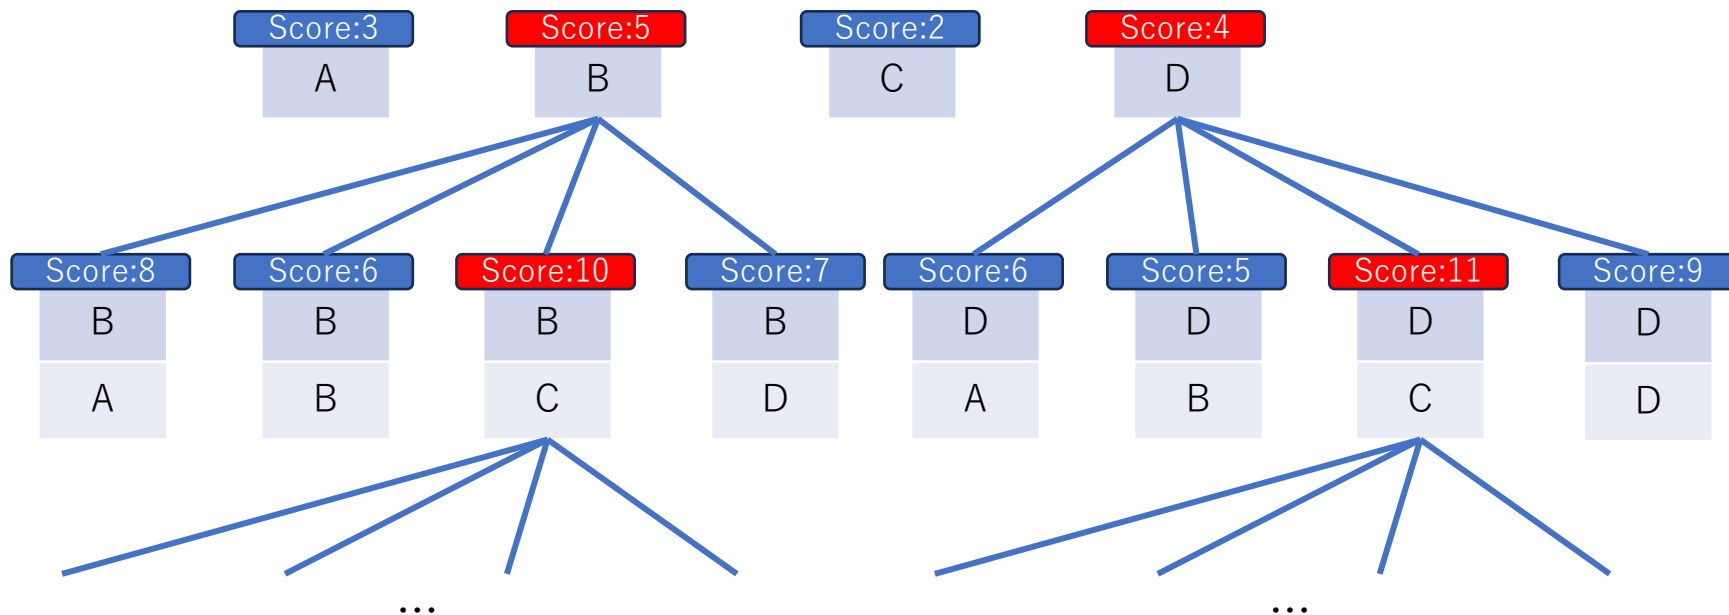 Score:3 Score:5 Score:2 Score:4
A B C D
Score:8 Score:6 Score:10 Score:7 Score:6 Score:5 Score:11 Score:9
B B B B D D D D
A B C D A B C D
... ...